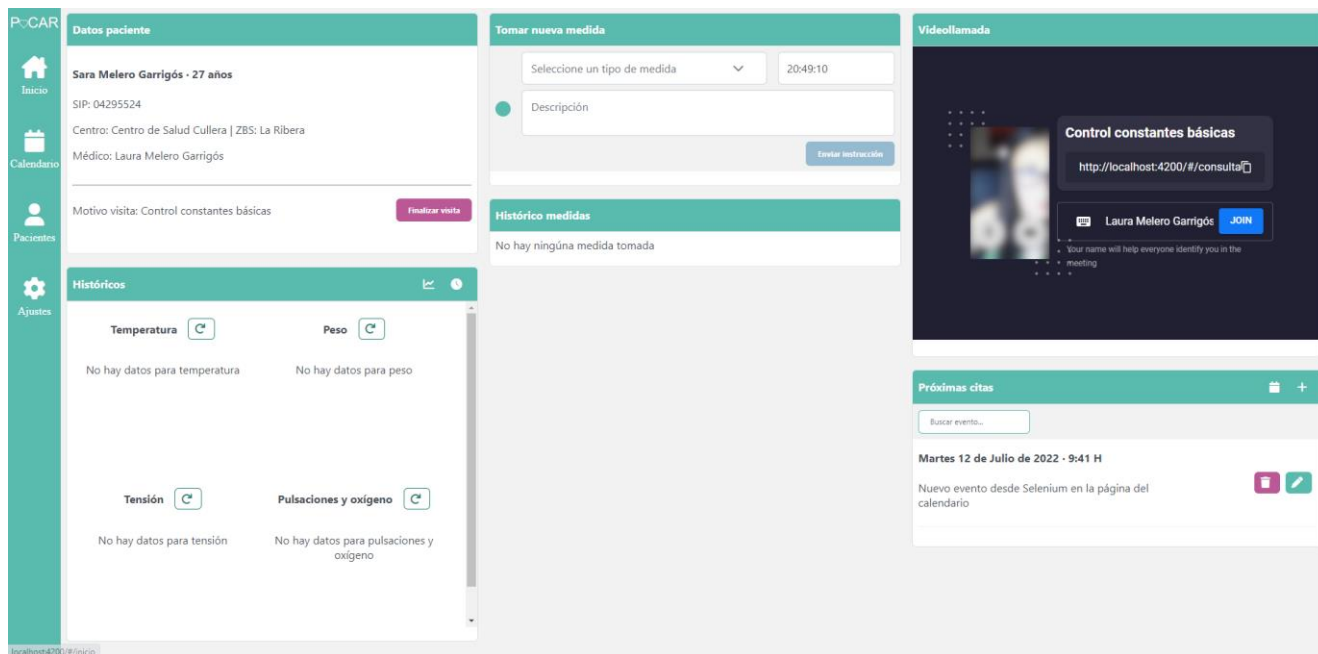 P♡CAR
Inicio
Calendario
Pacientes
Ajustes
Datos paciente
Sara Melero Garrigós · 27 años
SIP: 04295524
Centro: Centro de Salud Cullera | ZBS: La Ribera
Médico: Laura Melero Garrigós
Motivo visita: Control constantes básicas
Finalizar visita
Históricos
Temperatura
Peso
No hay datos para temperatura
No hay datos para peso
Tensión
Pulsaciones y oxígeno
No hay datos para tensión
No hay datos para pulsaciones y
oxígeno
Tomar nueva medida
Seleccione un tipo de medida
20:49:10
Descripción
Enviar instrucción
Histórico medidas
No hay ningúna medida tomada
Videollamada
Control constantes básicas
http://localhost:4200/#/consulta
Laura Melero Garrigós
JOIN
Your name will help everyone identify you in the
meeting
Próximas citas
Buscar evento...
Martes 12 de Julio de 2022 · 9:41 H
Nuevo evento desde Selenium en la página del
calendario
localhost:4200/#/inicio